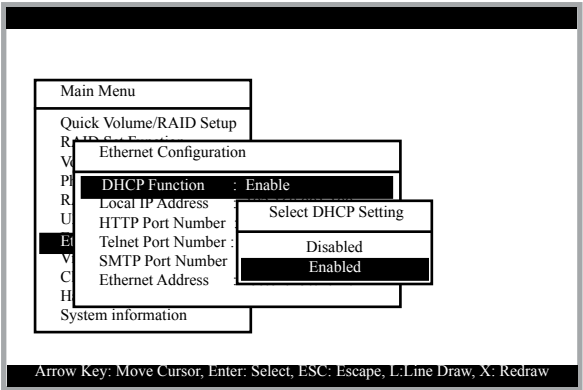 Main Menu
Quick Volume/RAID Setup
Ethernet Configuration
DHCP Function : Enable
Local IP Address :
HTTP Port Number :
Telnet Port Number :
SMTP Port Number
Ethernet Address :
Select DHCP Setting
Disabled
Enabled
System information
Arrow Key: Move Cursor, Enter: Select, ESC: Escape, L:Line Draw, X: Redraw